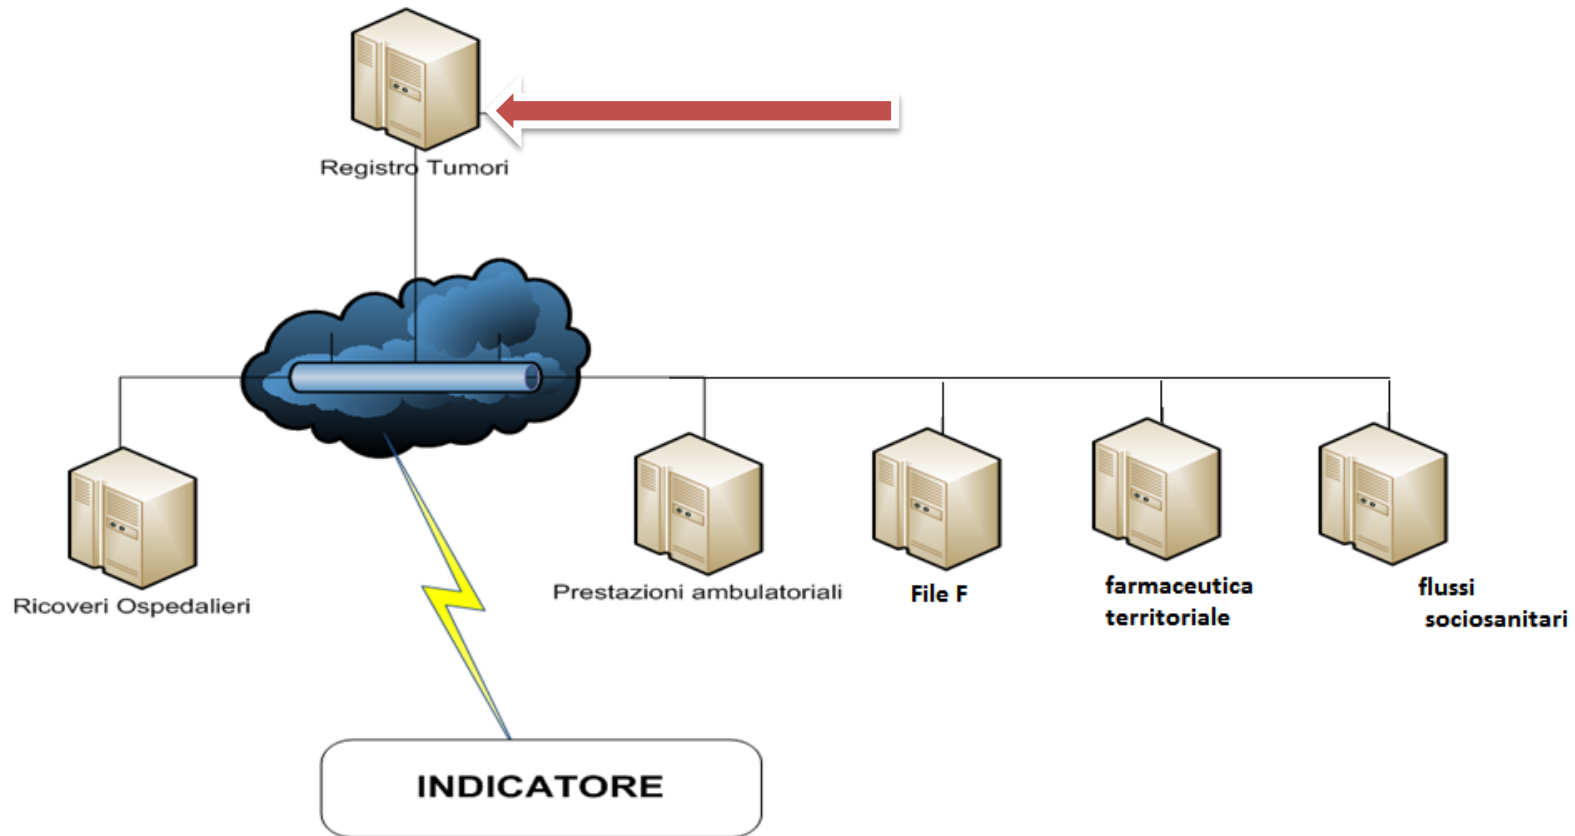 Registro Tumori
Ricoveri Ospedalieri
Prestazioni ambulatoriali
File F
farmaceutica
territoriale
flussi
sociosanitari
INDICATORE